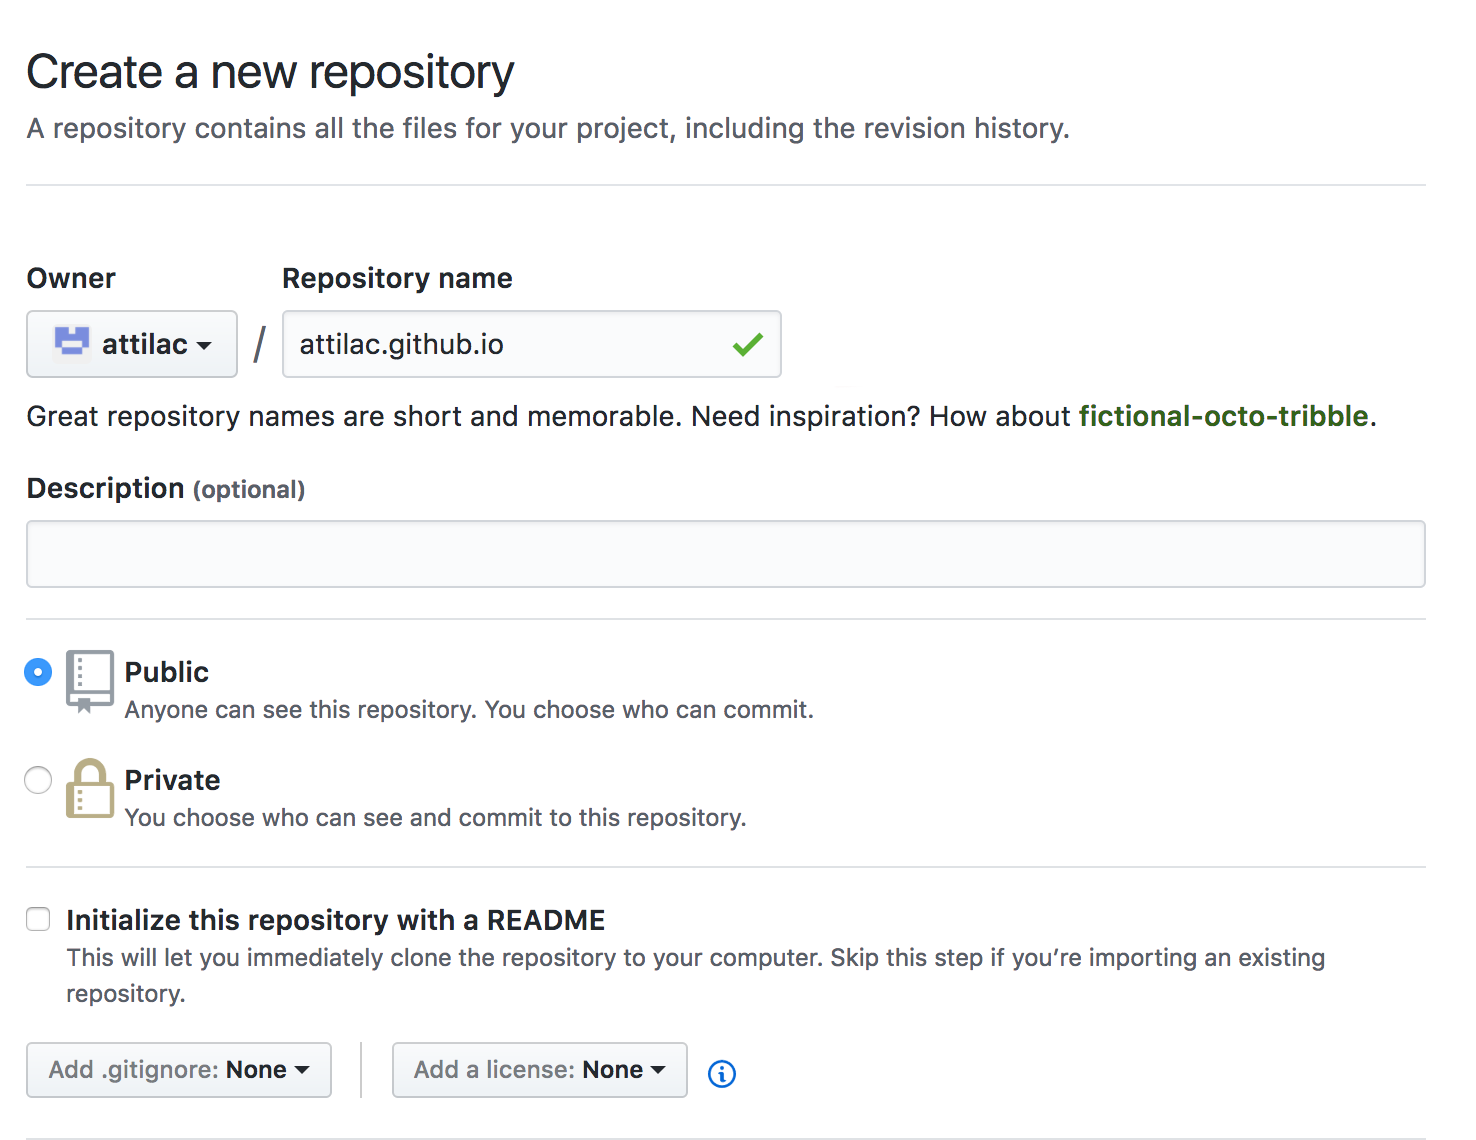 Create a new repository
A repository contains all the files for your project, including the revision history.
Owner
Repository name
attilac / attilac.github.io
Great repository names are short and memorable. Need inspiration? How about fictional-octo-tribble.
Description (optional)
Public
Anyone can see this repository. You choose who can commit.
Private
You choose who can see and commit to this repository.
Initialize this repository with a README
This will let you immediately clone the repository to your computer. Skip this step if you’re importing an existing
repository.
Add .gitignore: None
Add a license: None